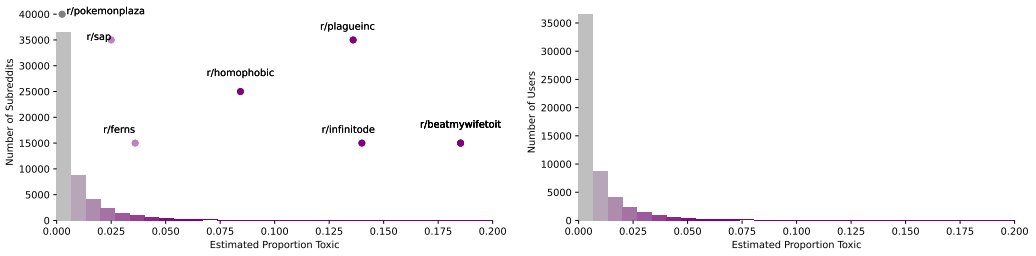 r/pokemonplaza
r/sap
r/plagueinc
r/homophobic
r/ferns
r/infinitode
r/beatmywifetoit
Number of Subreddits
40000
35000
30000
25000
20000
15000
10000
5000
0
0.000 0.025 0.050 0.075 0.100 0.125 0.150 0.175 0.200
Estimated Proportion Toxic
Number of Users
35000
30000
25000
20000
15000
10000
5000
0
0.000 0.025 0.050 0.075 0.100 0.125 0.150 0.175 0.200
Estimated Proportion Toxic